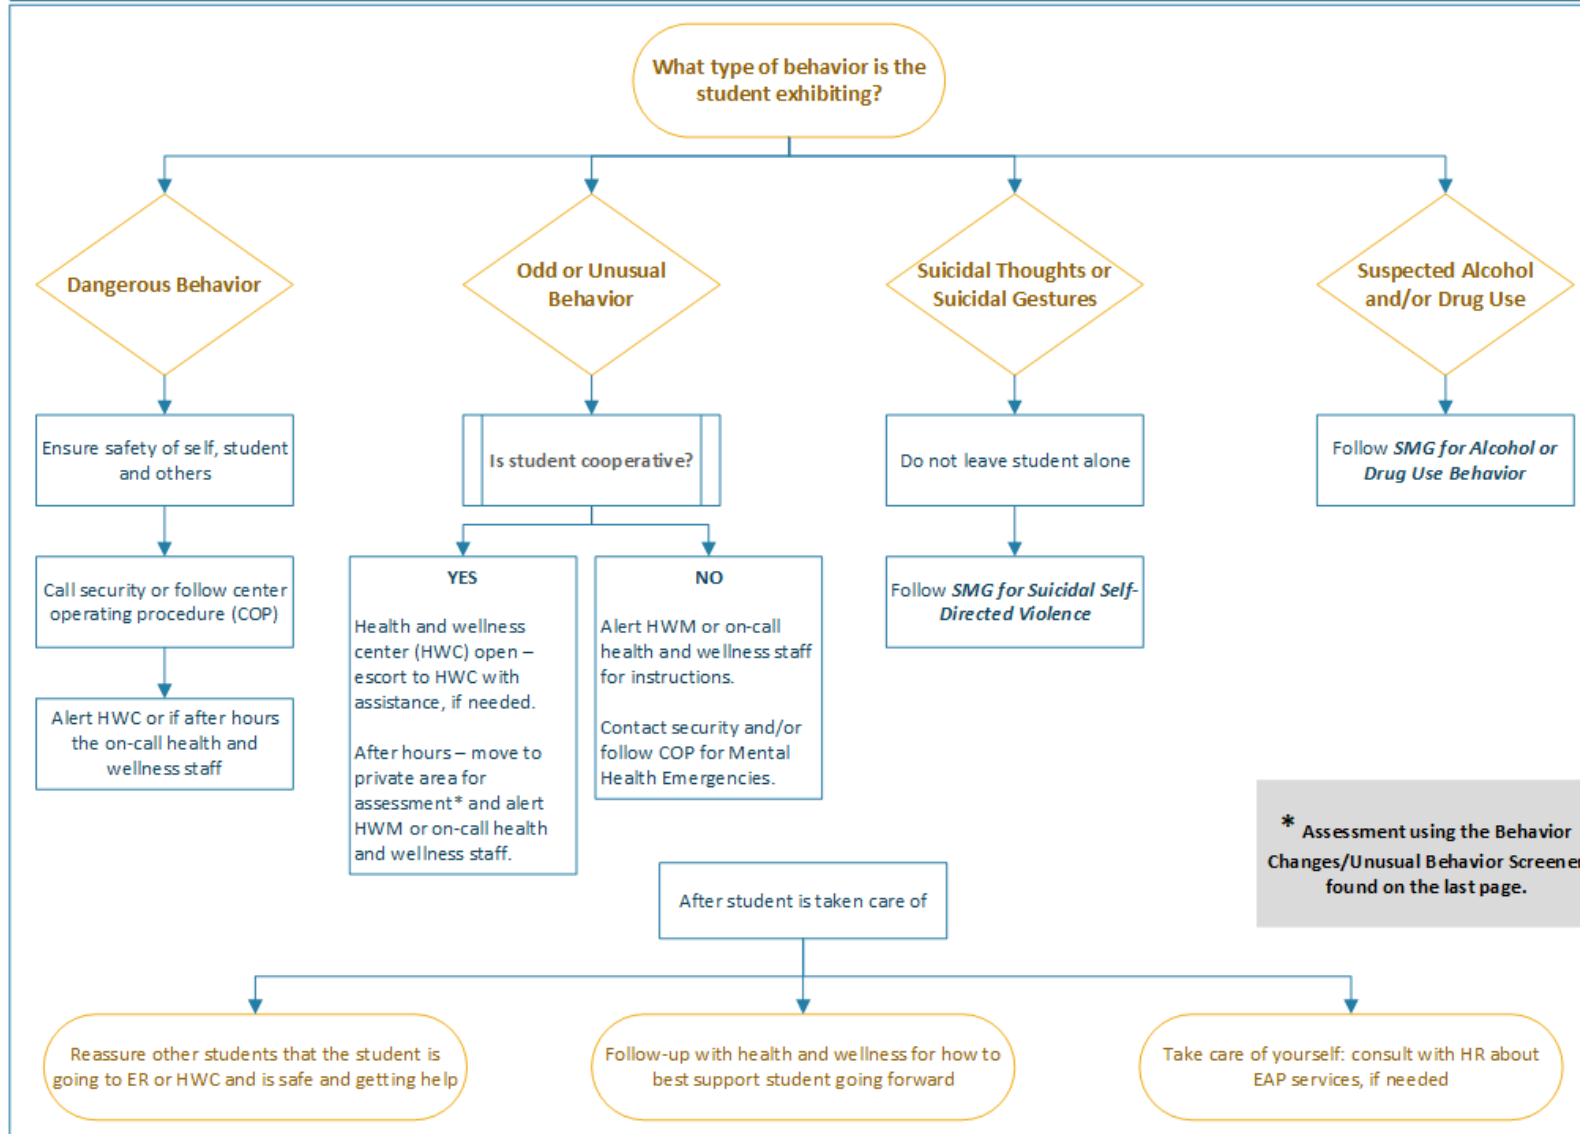 What type of behavior is the
student exhibiting?
Dangerous Behavior
Odd or Unusual
Behavior
Suicidal Thoughts or
Suicidal Gestures
Suspected Alcohol
and/or Drug Use
Ensure safety of self, student
and others
Call security or follow center
operating procedure (COP)
Alert HWC or if after hours
the on-call health and
wellness staff
Is student cooperative?
YES
Health and wellness
center (HWC) open –
escort to HWC with
assistance, if needed.
After hours – move to
private area for
assessment* and alert
HWM or on-call health
and wellness staff.
NO
Alert HWM or on-call
health and wellness staff
for instructions.
Contact security and/or
follow COP for Mental
Health Emergencies.
Do not leave student alone
Follow SMG for Suicidal Self-
Directed Violence
Follow SMG for Alcohol or
Drug Use Behavior
* Assessment using the Behavior
Changes/Unusual Behavior Screener
found on the last page.
After student is taken care of
Reassure other students that the student is
going to ER or HWC and is safe and getting help
Follow-up with health and wellness for how to
best support student going forward
Take care of yourself: consult with HR about
EAP services, if needed